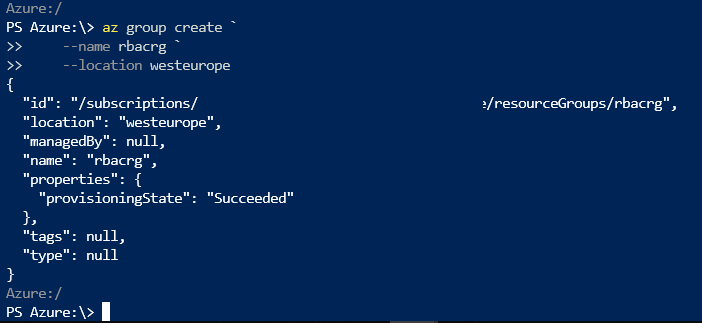 Azure:/
PS Azure:\> az group create `
>>     --name rbacrg `
>>     --location westeurope
{
  "id": "/subscriptions/ e/resourceGroups/rbacrg",
  "location": "westeurope",
  "managedBy": null,
  "name": "rbacrg",
  "properties": {
    "provisioningState": "Succeeded"
  },
  "tags": null,
  "type": null
}
Azure:/
PS Azure:\>